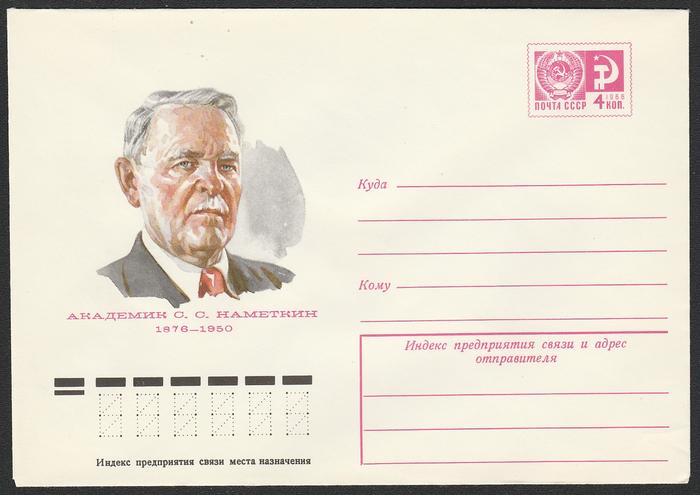 1966
ПОЧТА СССР 4 КОП.
Куда
Кому
АКАДЕМИК С. С. НАМЕТКИН
1876—1950
Индекс предприятия связи и адрес
отправителя
Индекс предприятия связи места назначения